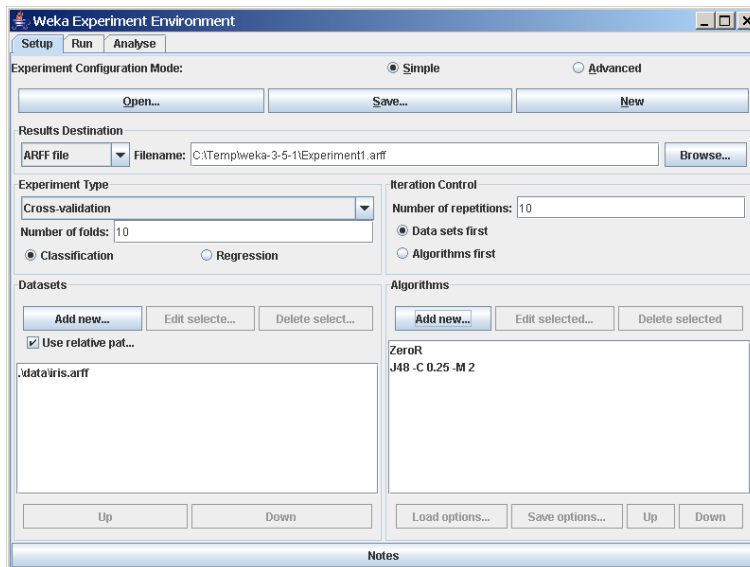 Weka Experiment Environment
Setup Run Analyse
Experiment Configuration Mode: Simple Advanced
Open... Save... New
Results Destination
ARFF file Filename: C:\Temp\weka-3-5-1\Experiment1.arff Browse...
Experiment Type
Cross-validation
Number of folds: 10
Classification Regression
Iteration Control
Number of repetitions: 10
Data sets first
Algorithms first
Datasets
Add new... Edit selecte... Delete select...
Use relative pat...
.\data\iris.arff
Up Down
Algorithms
Add new... Edit selected... Delete selected
ZeroR
J48 -C 0.25 -M 2
Load options... Save options... Up Down
Notes